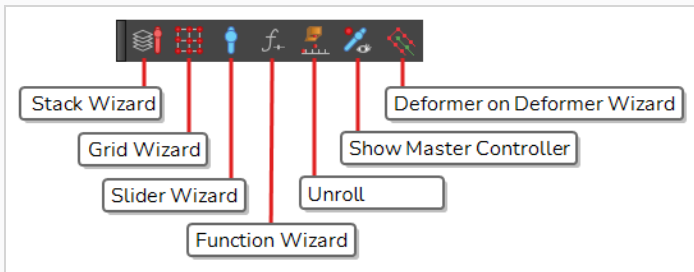 Stack Wizard
Deformer on Deformer Wizard
Grid Wizard
Show Master Controller
Slider Wizard
Unroll
Function Wizard